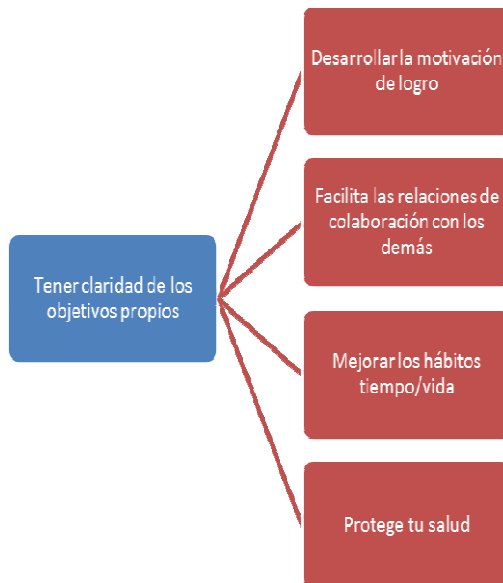 Tener claridad de los
objetivos propios
Desarrollar la motivación
de logro
Facilita las relaciones de
colaboración con los
demás
Mejorar los hábitos
tiempo/vida
Protege tu salud